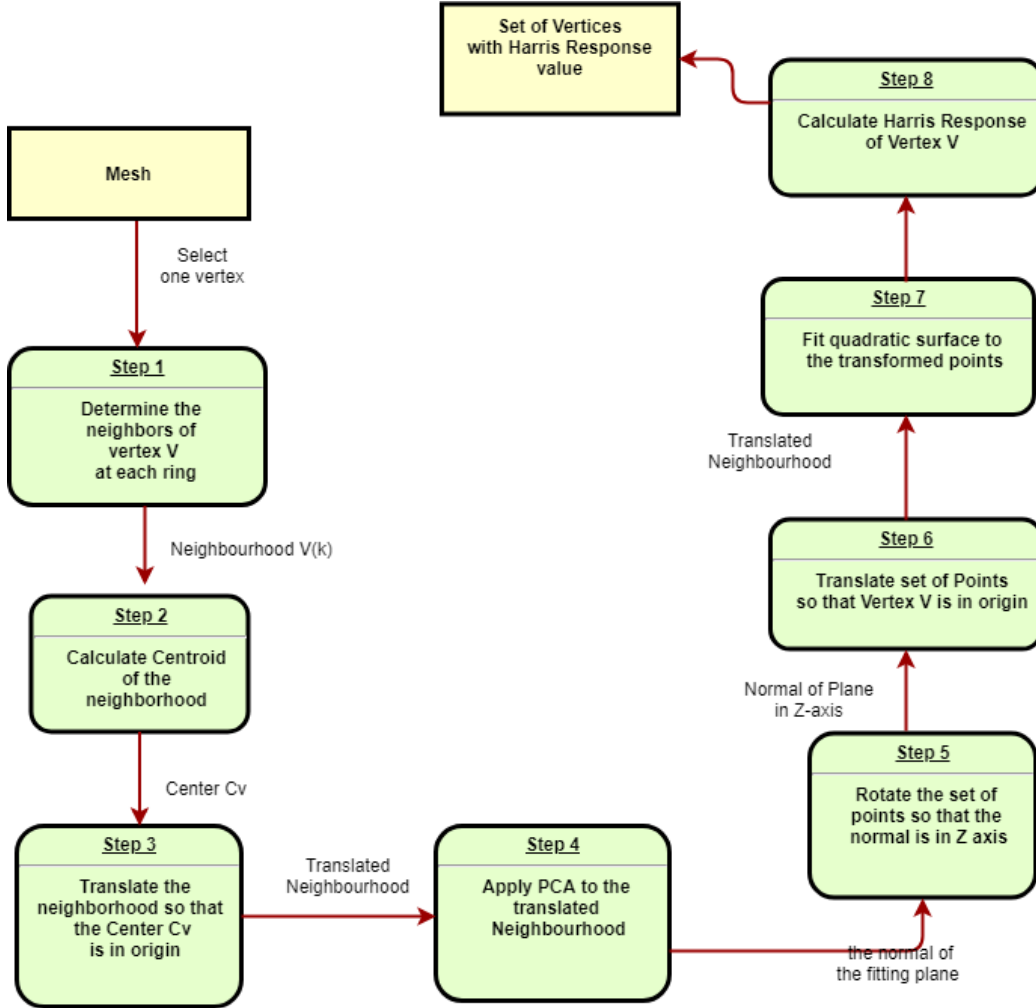 Mesh
Select
one vertex
Step 1
Determine the
neighbors of
vertex V
at each ring
Neighbourhood V(k)
Step 2
Calculate Centroid
of the
neighborhood
Center Cv
Step 3
Translate the
neighborhood so that
the Center Cv
is in origin
Translated
Neighbourhood
Step 4
Apply PCA to the
translated
Neighbourhood
the normal of
the fitting plane
Step 5
Rotate the set of
points so that the
normal is in Z axis
Normal of Plane
in Z-axis
Step 6
Translate set of Points
so that Vertex V is in origin
Translated
Neighbourhood
Step 7
Fit quadratic surface to
the transformed points
Step 8
Calculate Harris Response
of Vertex V
Set of Vertices
with Harris Response
value